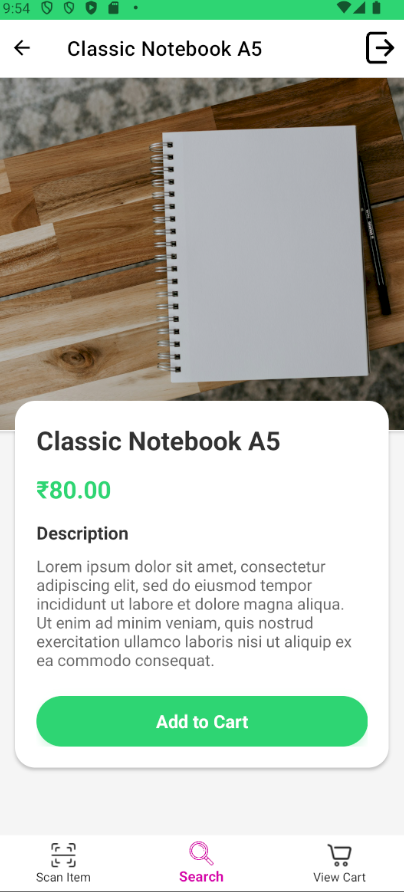 9:54
Classic Notebook A5
Classic Notebook A5
₹80.00
Description
Lorem ipsum dolor sit amet, consectetur
adipiscing elit, sed do eiusmod tempor
incididunt ut labore et dolore magna aliqua.
Ut enim ad minim veniam, quis nostrud
exercitation ullamco laboris nisi ut aliquip ex
ea commodo consequat.
Add to Cart
Scan Item
Search
View Cart